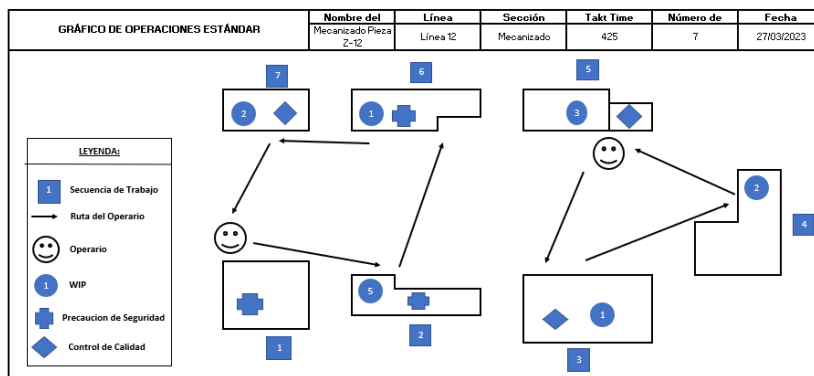 GRÁFICO DE OPERACIONES ESTÁNDAR
Nombre del
Línea
Sección
Takt Time
Número de
Fecha
Mecanizado Pieza
Z-12
Línea 12
Mecanizado
425
7
27/03/2023
7
6
5
2
1
3
LEYENDA:
1
Secuencia de Trabajo
Ruta del Operario
Operario
1
WIP
Precaucion de Seguridad
Control de Calidad
2
4
5
1
1
2
3